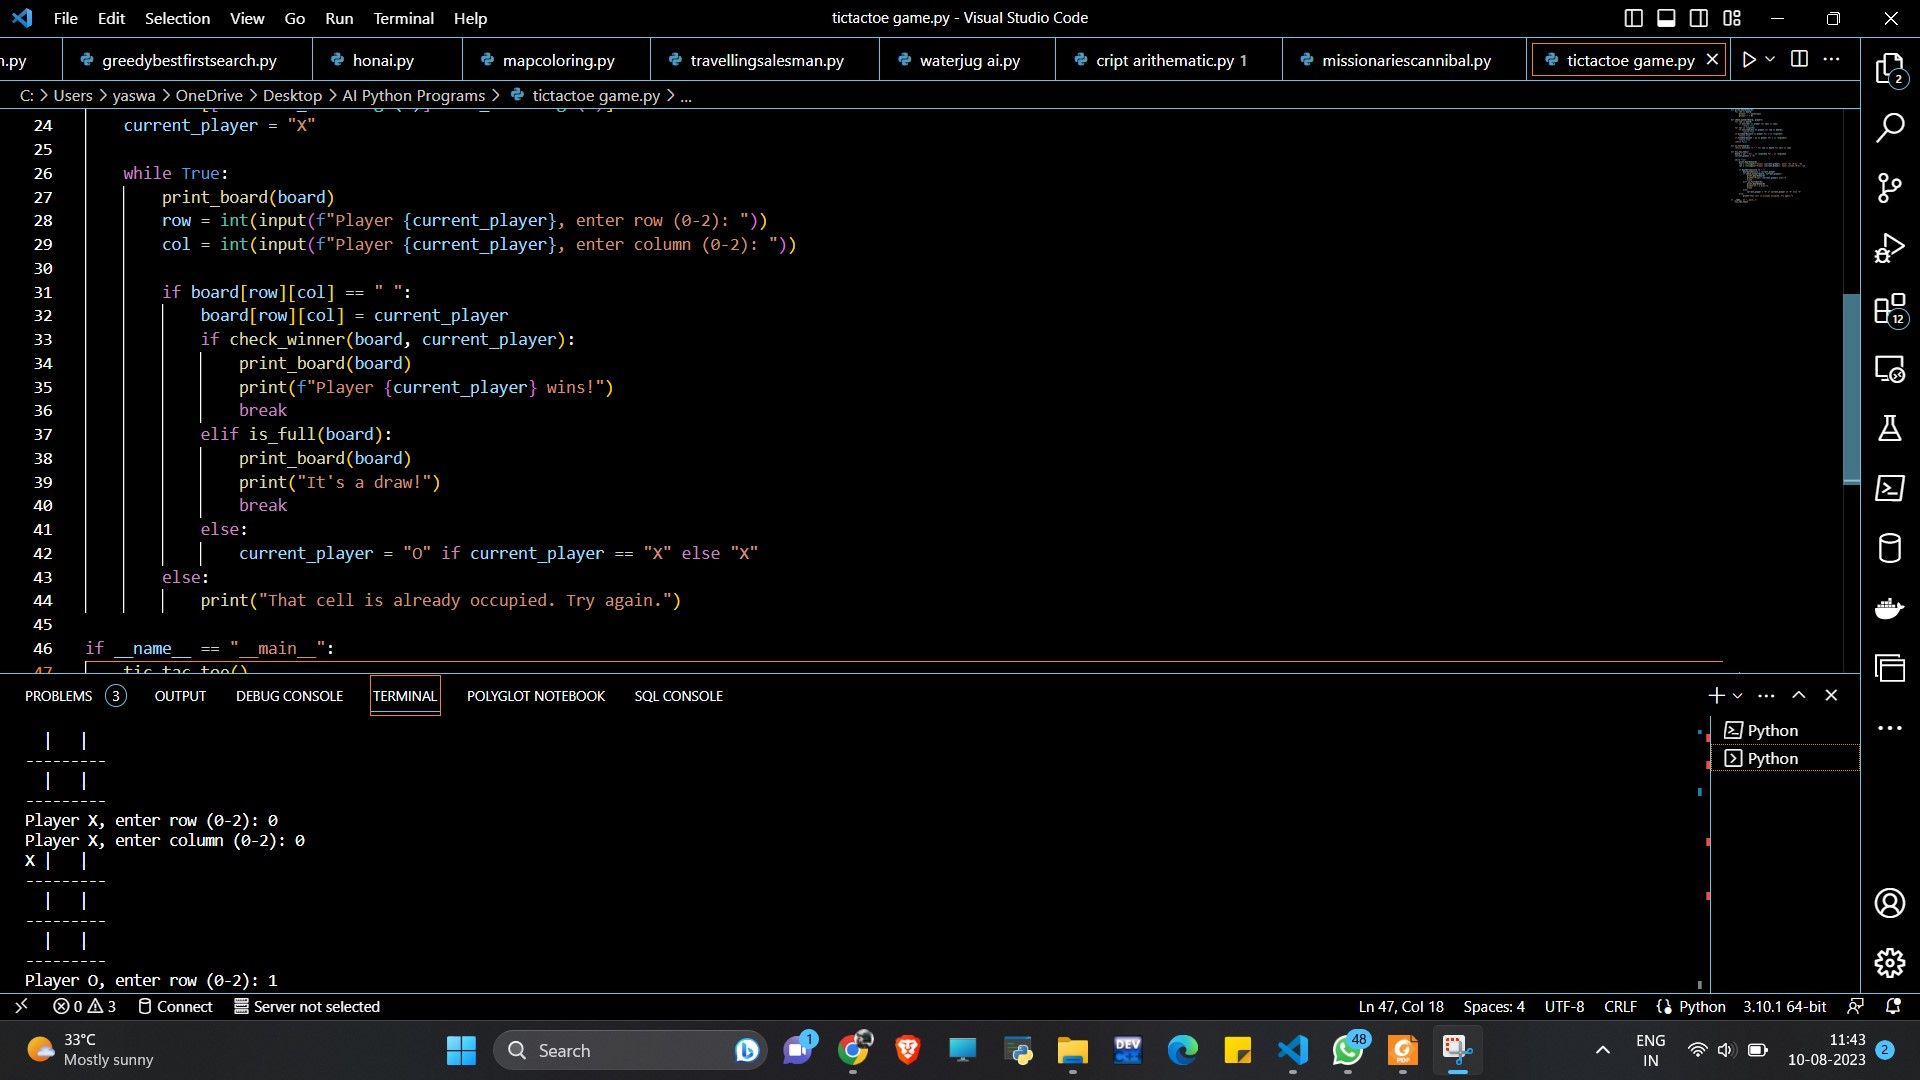 File Edit Selection View Go Run Terminal Help
tictactoe game.py - Visual Studio Code
n.py greedybestfirstsearch.py honai.py mapcoloring.py travellingsalesman.py waterjug ai.py cript arithematic.py 1 missionariescannibal.py tictactoe game.py
C: > Users > yaswa > OneDrive > Desktop > AI Python Programs > tictactoe game.py > ...
24 current_player = "X"
25
26 while True:
27 print_board(board)
28 row = int(input(f"Player {current_player}, enter row (0-2): "))
29 col = int(input(f"Player {current_player}, enter column (0-2): "))
30
31 if board[row][col] == " ":
32 board[row][col] = current_player
33 if check_winner(board, current_player):
34 print_board(board)
35 print(f"Player {current_player} wins!")
36 break
37 elif is_full(board):
38 print_board(board)
39 print("It's a draw!")
40 break
41 else:
42 current_player = "O" if current_player == "X" else "X"
43 else:
44 print("That cell is already occupied. Try again.")
45
46 if __name__ == "__main__":
47 tic_tac_toe()
PROBLEMS 3 OUTPUT DEBUG CONSOLE TERMINAL POLYGLOT NOTEBOOK SQL CONSOLE
| |
---------
| |
---------
Player X, enter row (0-2): 0
Player X, enter column (0-2): 0
X | |
---------
| |
---------
| |
---------
Player O, enter row (0-2): 1
Python
Python
2
12
0 3 Connect Server not selected
Ln 47, Col 18 Spaces: 4 UTF-8 CRLF Python 3.10.1 64-bit
33°C
Mostly sunny
Search
1
DEV
48
PDF
ENG
IN
11:43
10-08-2023
2